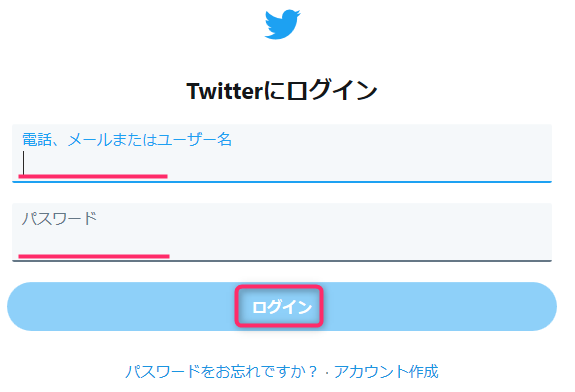 Twitterにログイン
電話、メールまたはユーザー名
パスワード
ログイン
パスワードをお忘れですか？ · アカウント作成